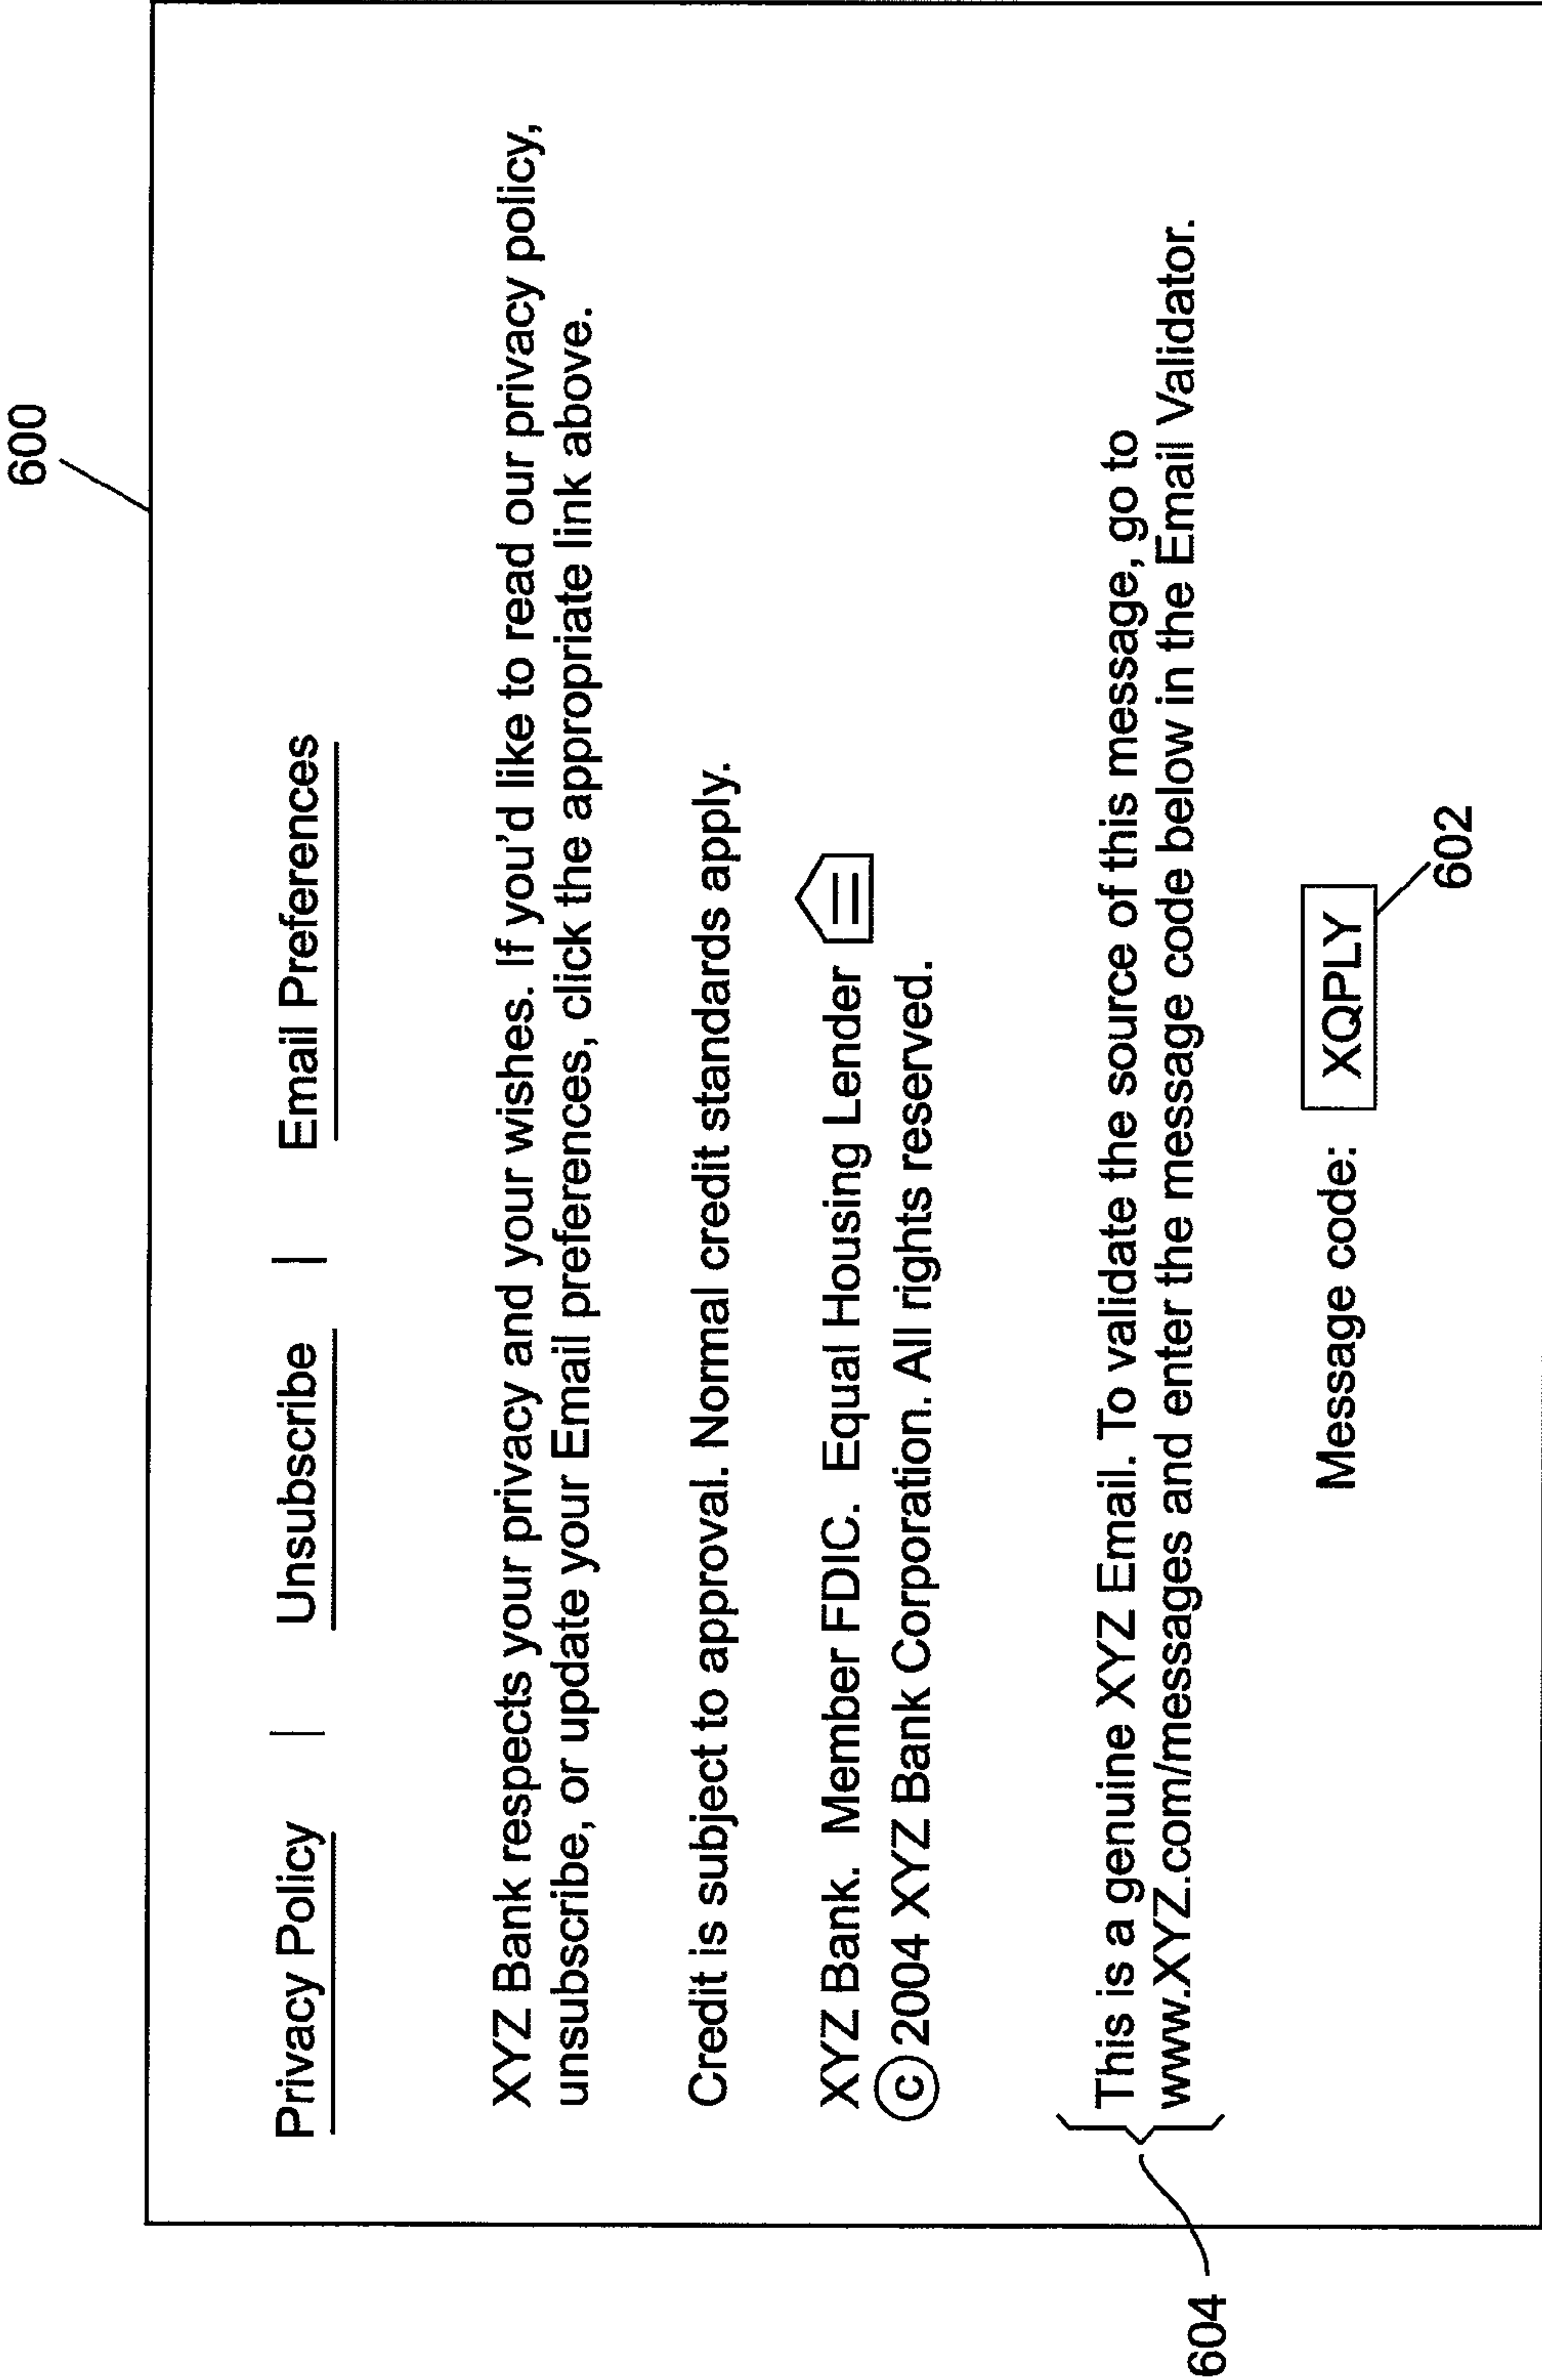 600
Privacy Policy | Unsubscribe | Email Preferences
XYZ Bank respects your privacy and your wishes. If you'd like to read our privacy policy,
unsubscribe, or update your Email preferences, click the appropriate link above.
Credit is subject to approval. Normal credit standards apply.
XYZ Bank. Member FDIC. Equal Housing Lender
© 2004 XYZ Bank Corporation. All rights reserved.
604
This is a genuine XYZ Email. To validate the source of this message, go to
www.XYZ.com/messages and enter the message code below in the Email Validator.
Message code: XQPLY
602